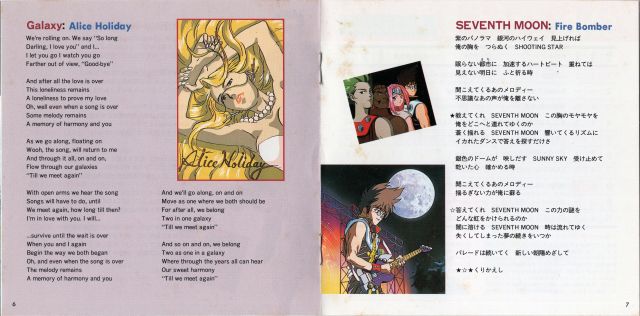 Galaxy: Alice Holiday
We're rolling on. We say "So long
Darling, I love you" and I...
I let you go I watch you go
Farther out of view, "Good-bye"
And after all the love is over
This loneliness remains
A loneliness to prove my love
Oh, well even when a song is over
Some melody remains
A memory of harmony and you
As we go along, floating on
Wooh, the song, will return to me
And through it all, on and on,
Flow through our galaxies
"Till we meet again"
With open arms we hear the song
Songs will have to do, until
We meet again, how long till then?
I'm in love with you. I will...
...survive until the wait is over
When you and I again
Begin the way we both began
Oh, and even when the song is over
The melody remains
A memory of harmony and you
Alice Holiday
And we'll go along, on and on
Move as one where we both should be
For after all, we belong
Two in one galaxy
"Till we meet again"
And so on and on, we belong
Two as one in a galaxy
Where through the years all can hear
Our sweet harmony
"Till we meet again"
6
SEVENTH MOON: Fire Bomber
紫のパノラマ 銀河のハイウェイ 見上げれば
俺の胸を つらぬく SHOOTING STAR
眠らない都市に 加速するハートビート 重ねては
見えない明日に ふと祈る時
聞こえてくるあのメロディー
不思議なあの声が俺を離さない
★教えてくれ SEVENTH MOON この胸のモヤモヤを
俺をどこへと連れてゆくのか
蒼く揺れる SEVENTH MOON 響いてくるリズムに
イカれたダンスで答えを探すだけさ
銀色のドームが 映しだす SUNNY SKY 受け止めて
乾いた心 確かめる時
聞こえてくるあのメロディー
揺るぎない力が俺に蘇る
☆答えてくれ SEVENTH MOON この力の謎を
どんな虹をかけられるのか
闇に溶ける SEVENTH MOON 時は流れてゆく
失くしてしまった夢の続きをいつか
パレードは続いてく 新しい朝陽めざして
★☆★くりかえし
7